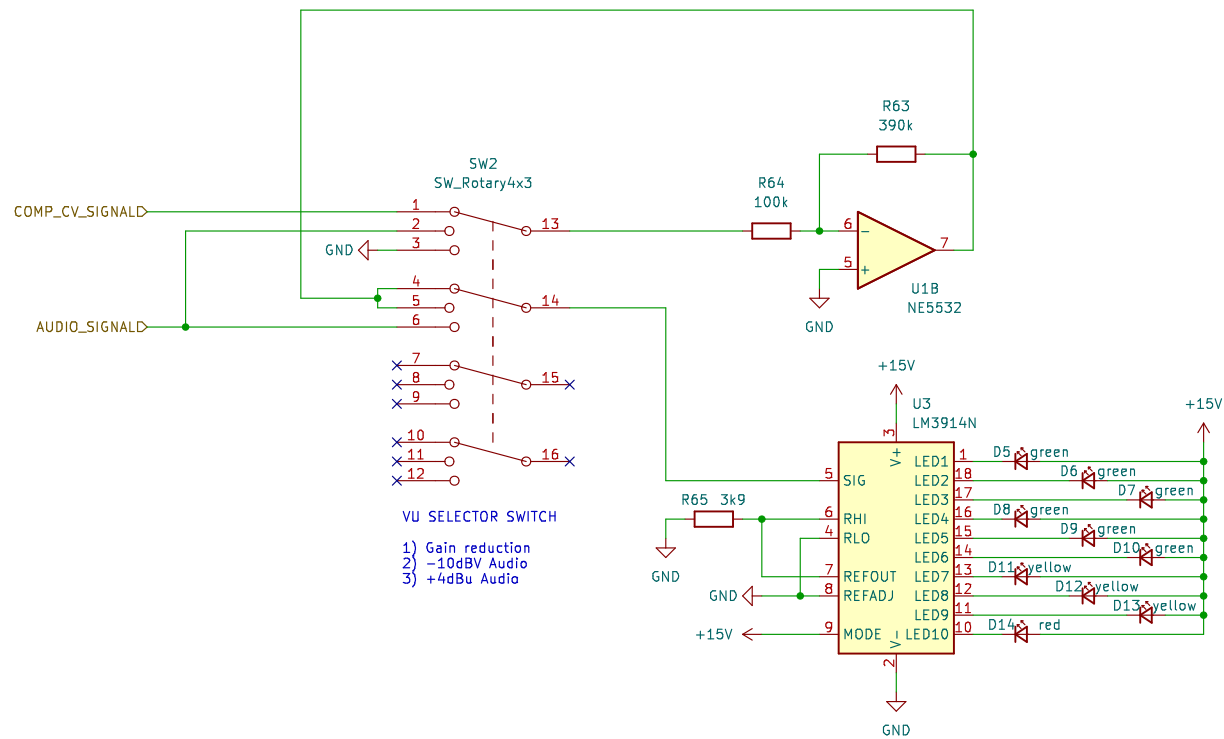 R63
390k
SW2
SW_Rotary4x3
R64
100k
COMP_CV_SIGNAL
1
2
3
GND
13
6
−
5
+
7
U1B
NE5532
GND
4
5
6
14
AUDIO_SIGNAL
7
8
9
15
10
11
12
16
VU SELECTOR SWITCH
1) Gain reduction
2) -10dBV Audio
3) +4dBu Audio
+15V
U3
LM3914N
+15V
3
V+
5
SIG
R65 3k9
6
RHI
4
RLO
GND
7
REFOUT
GND
8
REFADJ
+15V
9
MODE
LED1
1
D5
green
LED2
18
D6
green
LED3
17
D7
green
LED4
16
D8
green
LED5
15
D9
green
LED6
14
D10
green
LED7
13
D11
yellow
LED8
12
D12
yellow
LED9
11
D13
yellow
LED10
10
D14
red
V-
2
GND